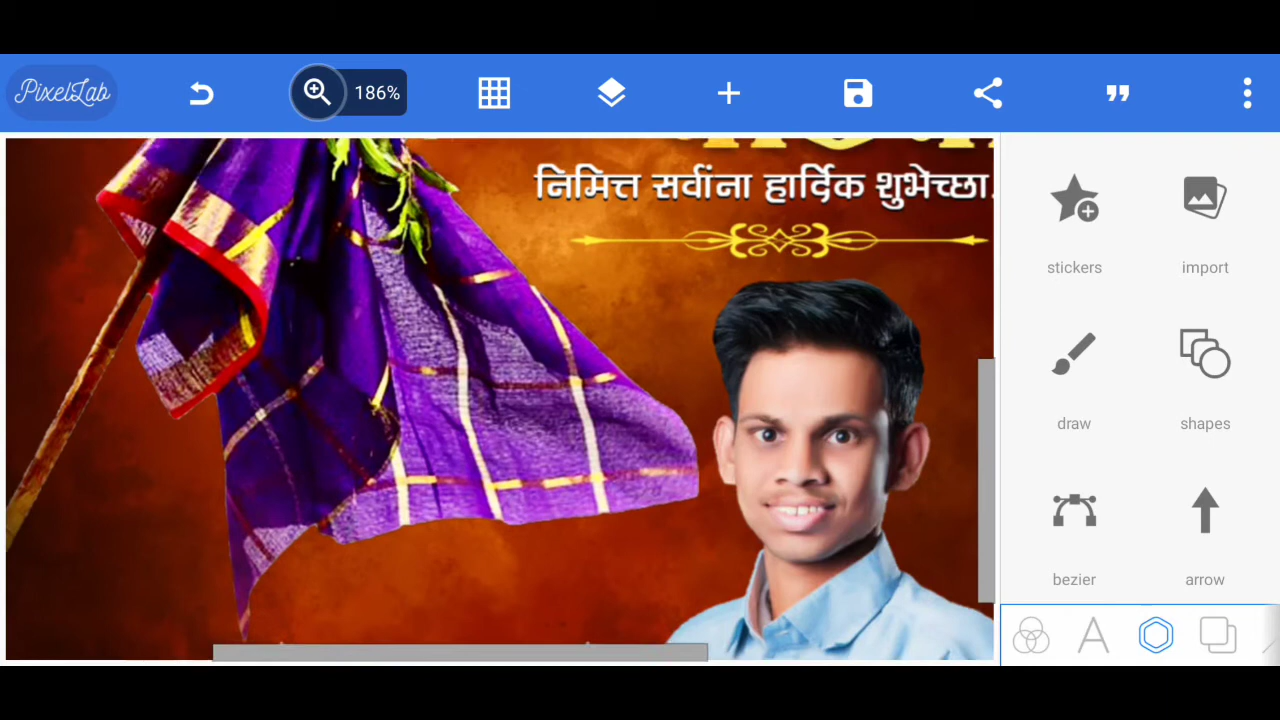 PixelLab
186%
निमित्त सर्वांना हार्दिक शुभेच्छा
stickers
import
draw
shapes
bezier
arrow